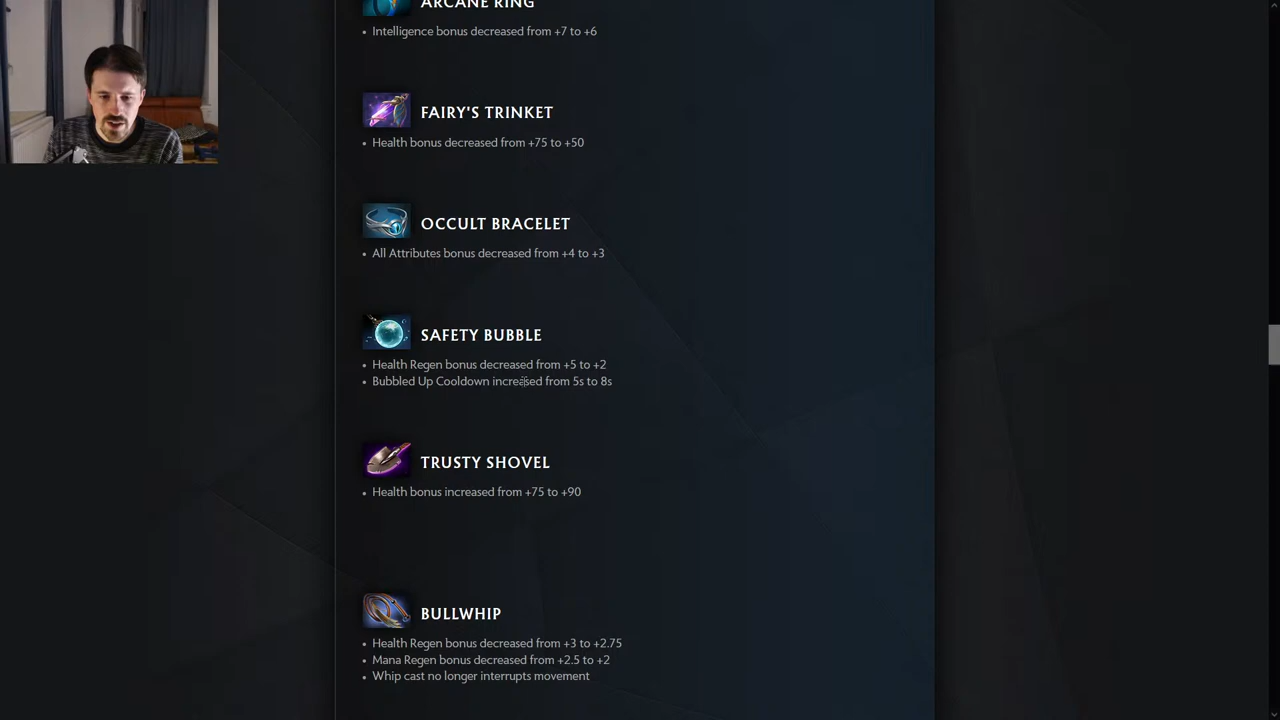 ARCANE RING
• Intelligence bonus decreased from +7 to +6
FAIRY'S TRINKET
• Health bonus decreased from +75 to +50
OCCULT BRACELET
• All Attributes bonus decreased from +4 to +3
SAFETY BUBBLE
• Health Regen bonus decreased from +5 to +2
• Bubbled Up Cooldown increased from 5s to 8s
TRUSTY SHOVEL
• Health bonus increased from +75 to +90
BULLWHIP
• Health Regen bonus decreased from +3 to +2.75
• Mana Regen bonus decreased from +2.5 to +2
• Whip cast no longer interrupts movement